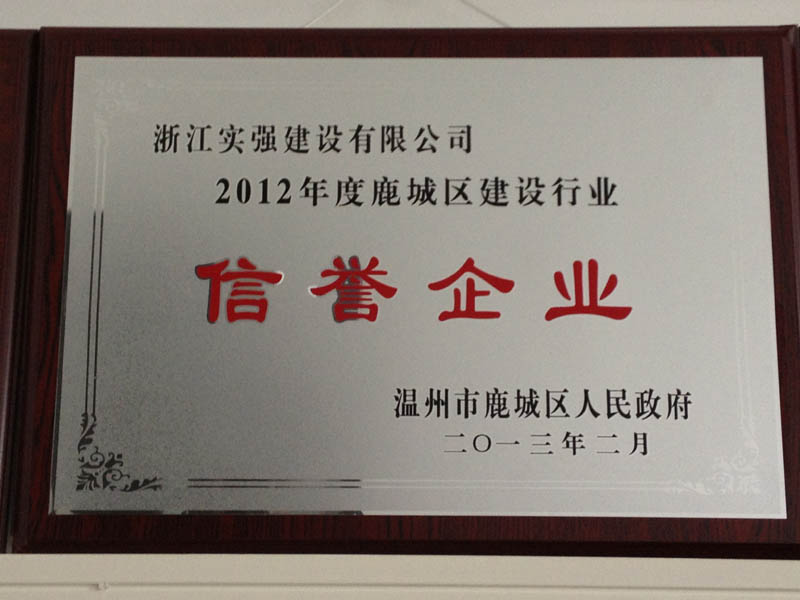 浙江实强建设有限公司
2012年度鹿城区建设行业
信誉企业
温州市鹿城区人民政府
二〇一三年二月